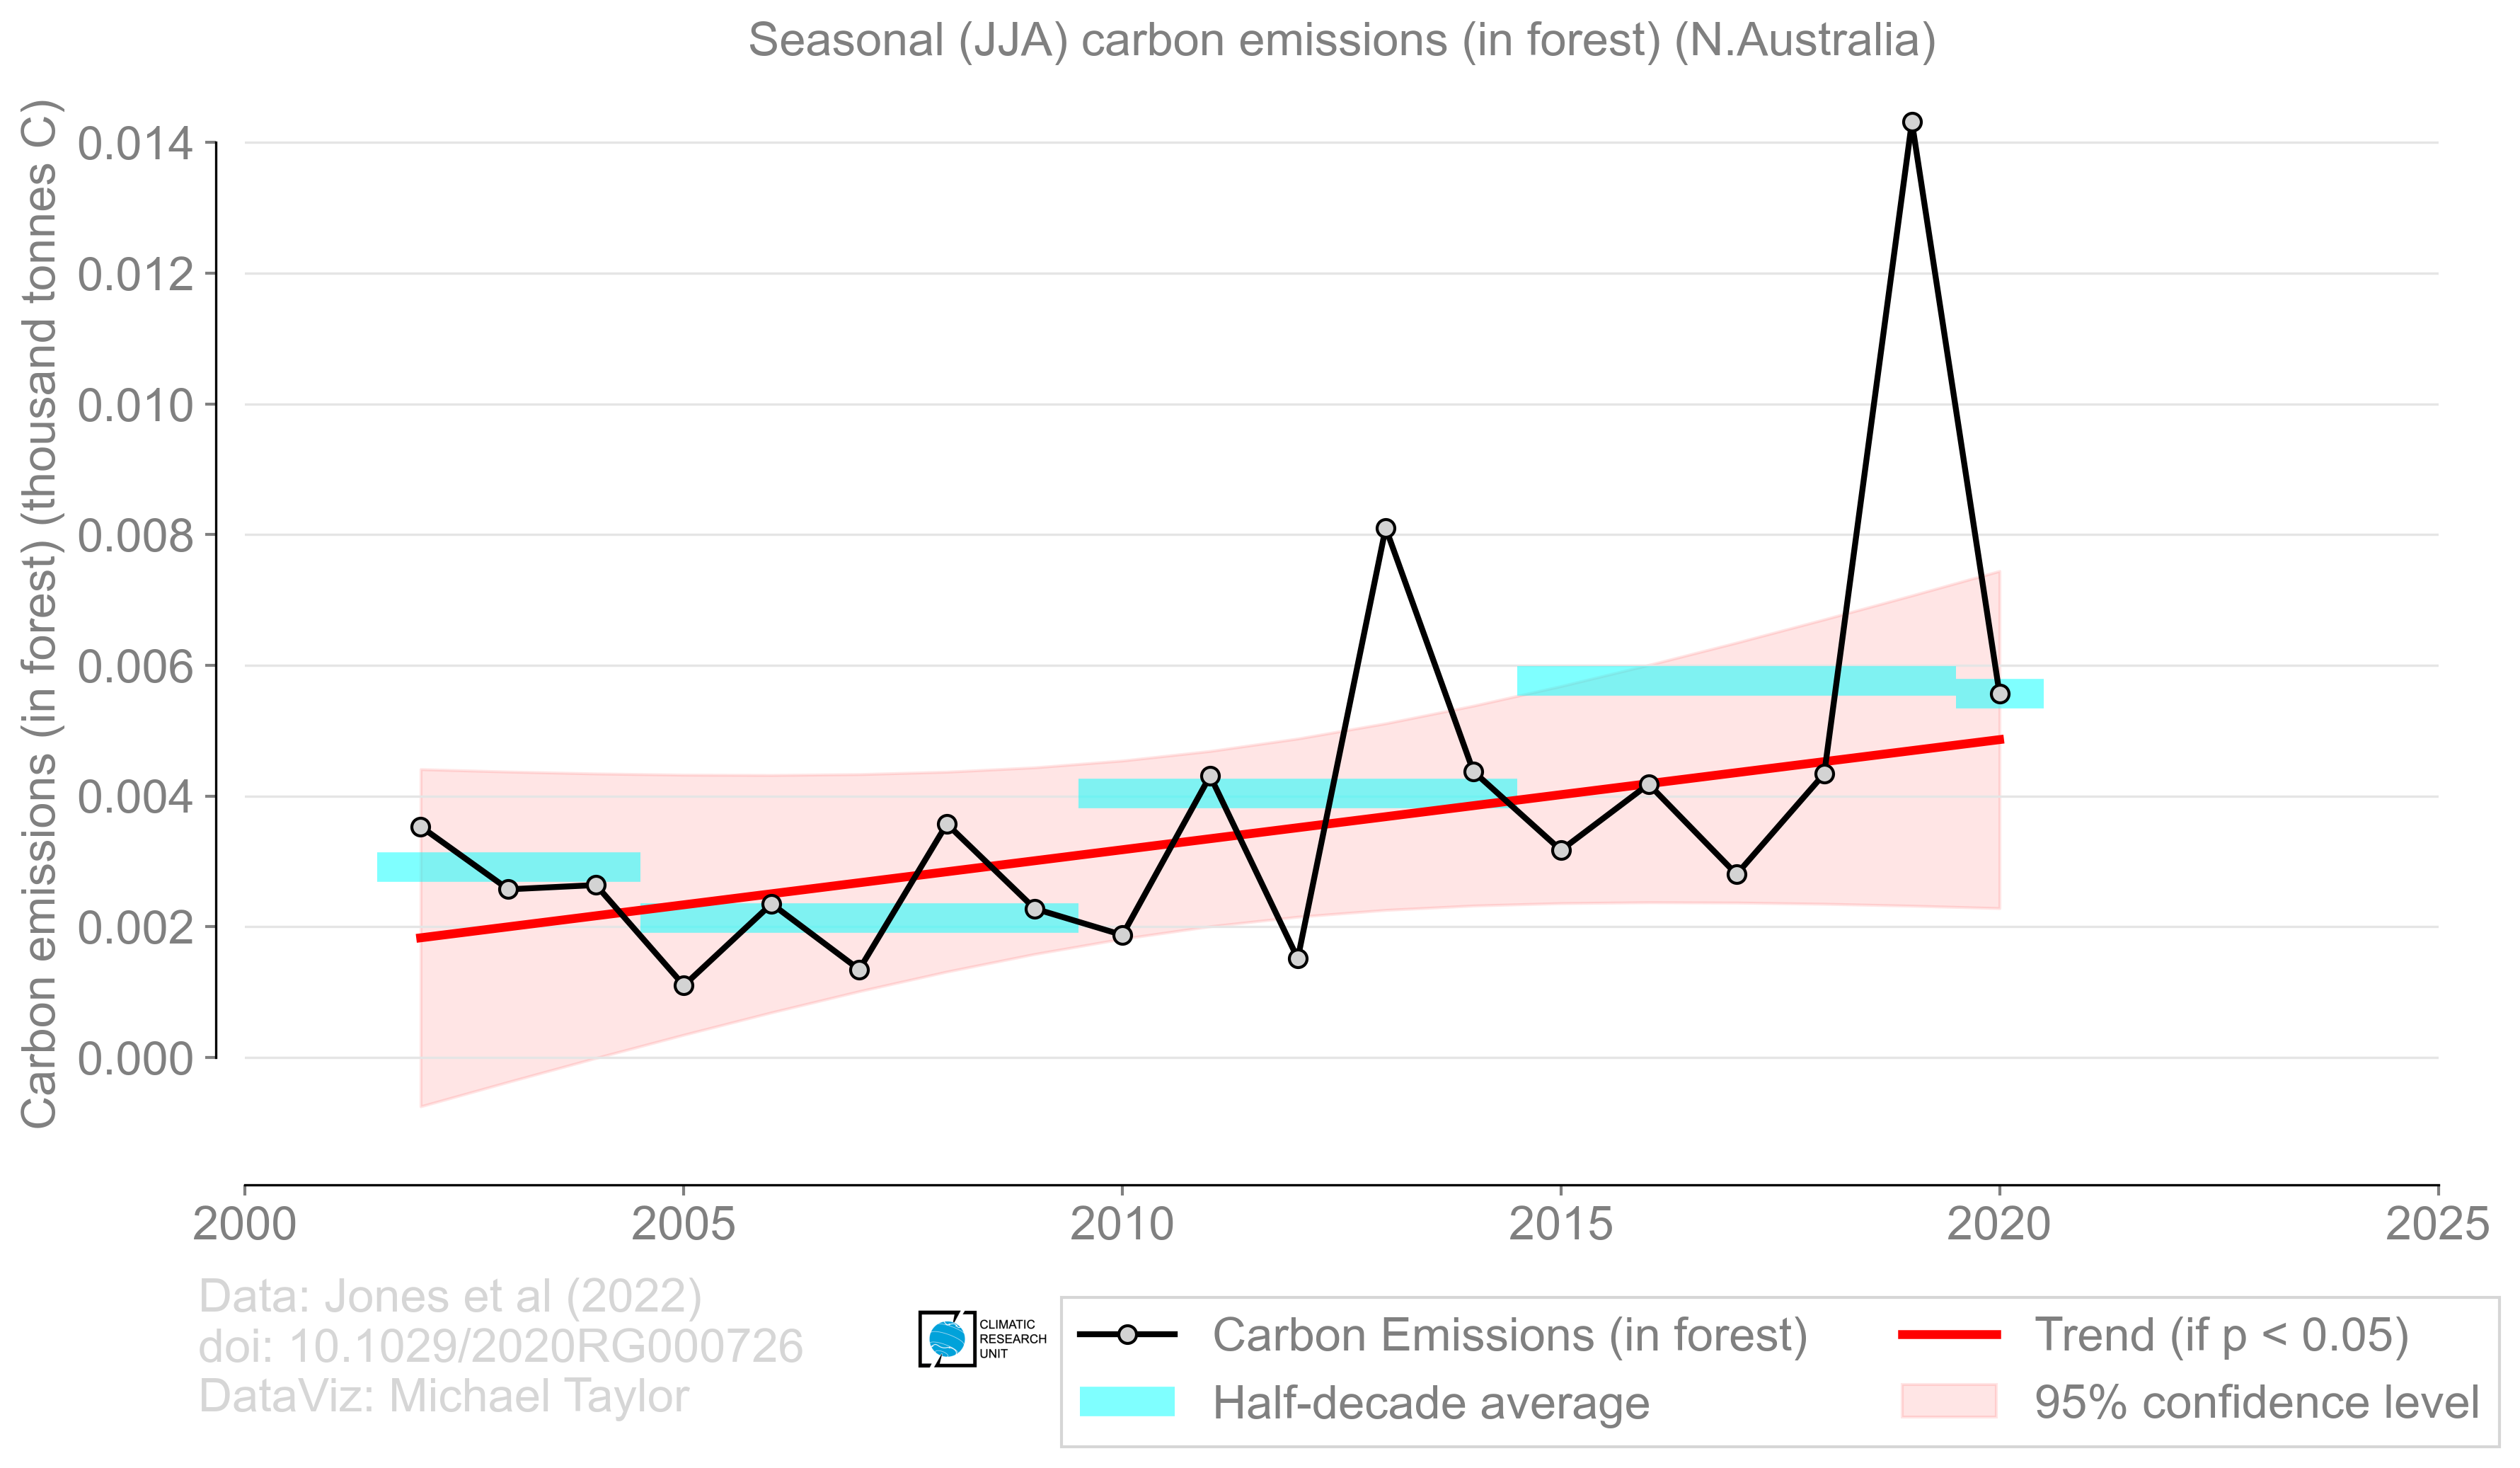 Seasonal (JJA) carbon emissions (in forest) (N.Australia)
Carbon emissions (in forest) (thousand tonnes C)
0.014
0.012
0.010
0.008
0.006
0.004
0.002
0.000
2000
2005
2010
2015
2020
2025
Data: Jones et al (2022)
doi: 10.1029/2020RG000726
DataViz: Michael Taylor
CLIMATIC
RESEARCH
UNIT
Carbon Emissions (in forest)
Half-decade average
Trend (if p < 0.05)
95% confidence level